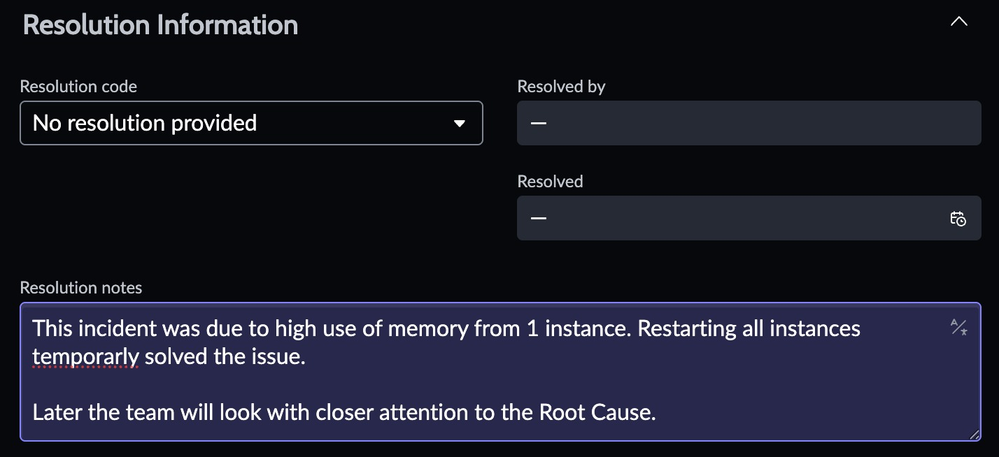 Resolution Information
Resolution code
Resolved by
No resolution provided
—
Resolved
—
Resolution notes
This incident was due to high use of memory from 1 instance. Restarting all instances
temporarly solved the issue.
Later the team will look with closer attention to the Root Cause.